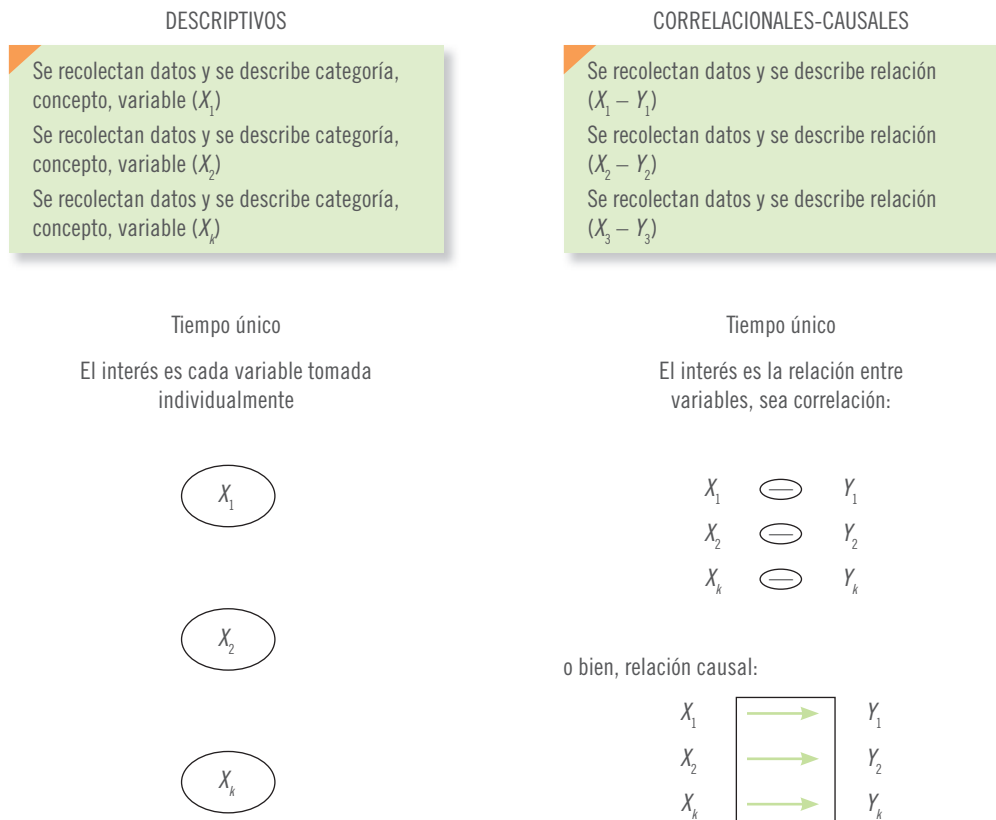 DESCRIPTIVOS
Se recolectan datos y se describe categoría,
concepto, variable (X₁)
Se recolectan datos y se describe categoría,
concepto, variable (X₂)
Se recolectan datos y se describe categoría,
concepto, variable (Xₖ)
Tiempo único
El interés es cada variable tomada
individualmente
X₁
X₂
Xₖ
CORRELACIONALES-CAUSALES
Se recolectan datos y se describe relación
(X₁ – Y₁)
Se recolectan datos y se describe relación
(X₂ – Y₂)
Se recolectan datos y se describe relación
(X₃ – Y₃)
Tiempo único
El interés es la relación entre
variables, sea correlación:
X₁ Y₁
X₂ Y₂
Xₖ Yₖ
o bien, relación causal:
X₁ Y₁
X₂ Y₂
Xₖ Yₖ